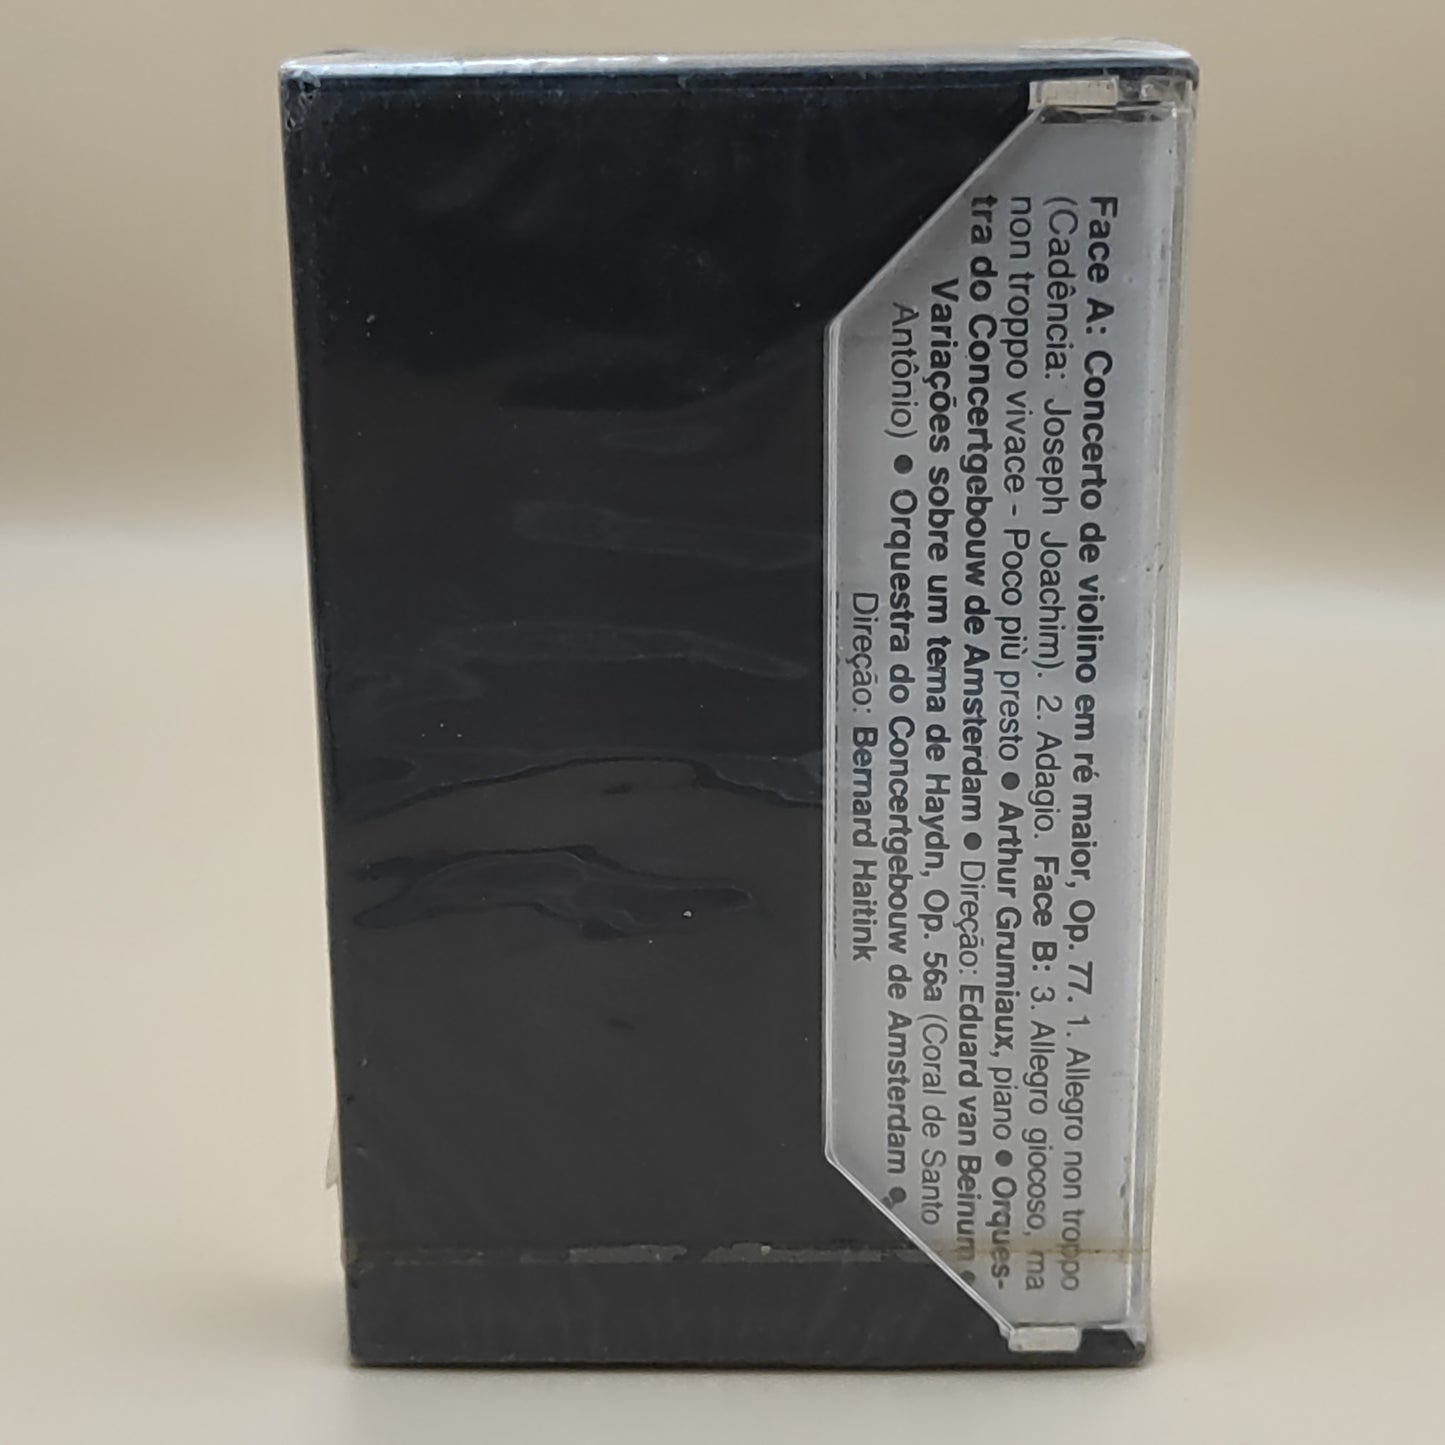 Face A: Concerto de violino em ré maior, Op. 77. 1. Allegro non troppo
(Cadência: Joseph Joachim). 2. Adagio. Face B: 3. Allegro giocoso, ma
non troppo vivace - Poco più presto ● Arthur Grumiaux, piano ● Orques-
tra do Concertgebouw de Amsterdam ● Direção: Eduard van Beinum ●
Variações sobre um tema de Haydn, Op. 56a (Coral de Santo
Antônio) ● Orquestra do Concertgebouw de Amsterdam ●
Direção: Bernard Haitink